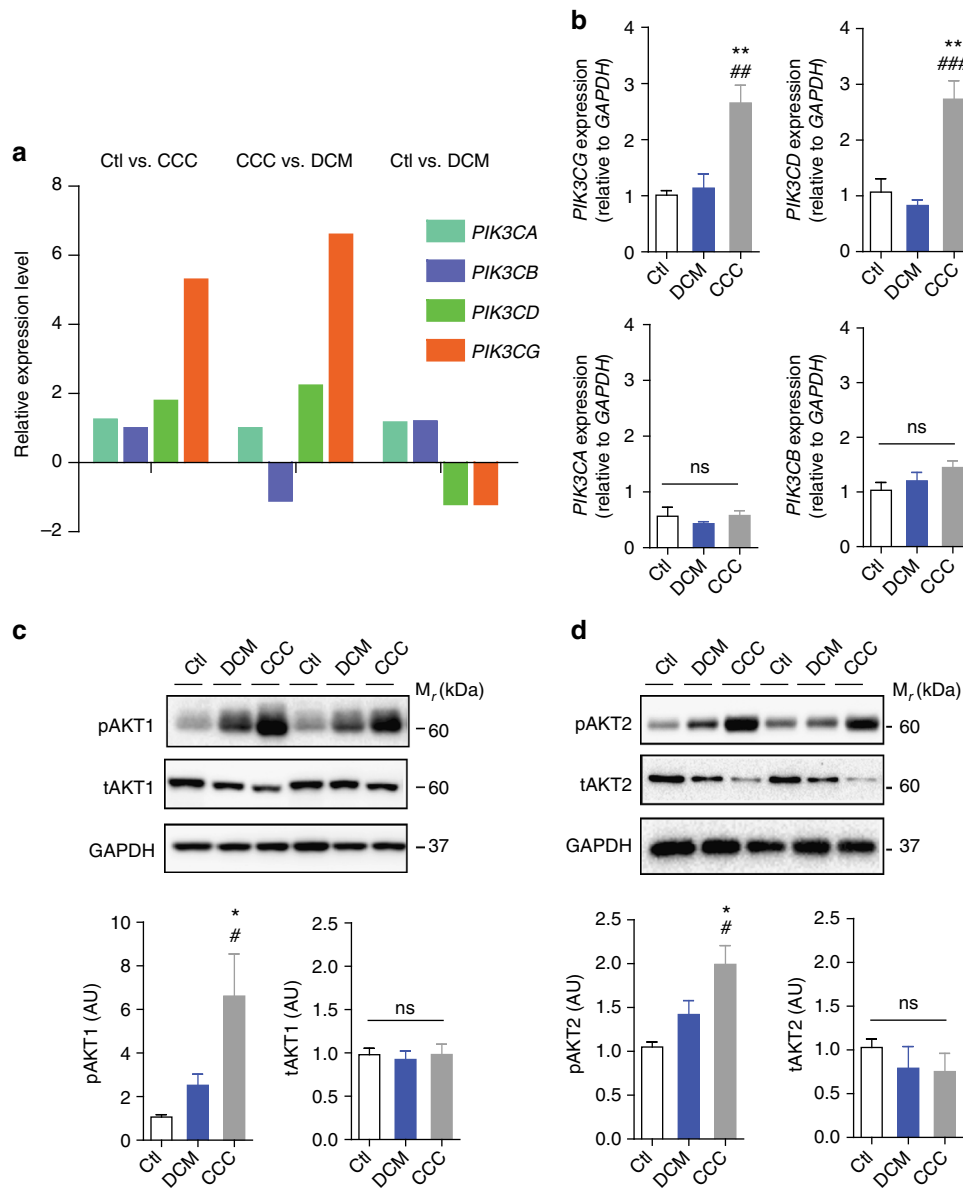 a
Ctl vs. CCC CCC vs. DCM Ctl vs. DCM
Relative expression level
8
6
4
2
0
−2
PIK3CA
PIK3CB
PIK3CD
PIK3CG
b
PIK3CG expression
(relative to GAPDH)
4
3
2
1
0
**
##
Ctl DCM CCC
PIK3CD expression
(relative to GAPDH)
4
3
2
1
0
**
###
Ctl DCM CCC
PIK3CA expression
(relative to GAPDH)
4
3
2
1
0
ns
Ctl DCM CCC
PIK3CB expression
(relative to GAPDH)
4
3
2
1
0
ns
Ctl DCM CCC
c
Ctl DCM CCC Ctl DCM CCC
Mr (kDa)
pAKT1 – 60
tAKT1 – 60
GAPDH – 37
pAKT1 (AU)
10
8
6
4
2
0
*
#
Ctl DCM CCC
tAKT1 (AU)
2.5
2.0
1.5
1.0
0.5
0.0
ns
Ctl DCM CCC
d
Ctl DCM CCC Ctl DCM CCC
Mr (kDa)
pAKT2 – 60
tAKT2 – 60
GAPDH – 37
pAKT2 (AU)
2.5
2.0
1.5
1.0
0.5
0.0
*
#
Ctl DCM CCC
tAKT2 (AU)
2.5
2.0
1.5
1.0
0.5
0.0
ns
Ctl DCM CCC